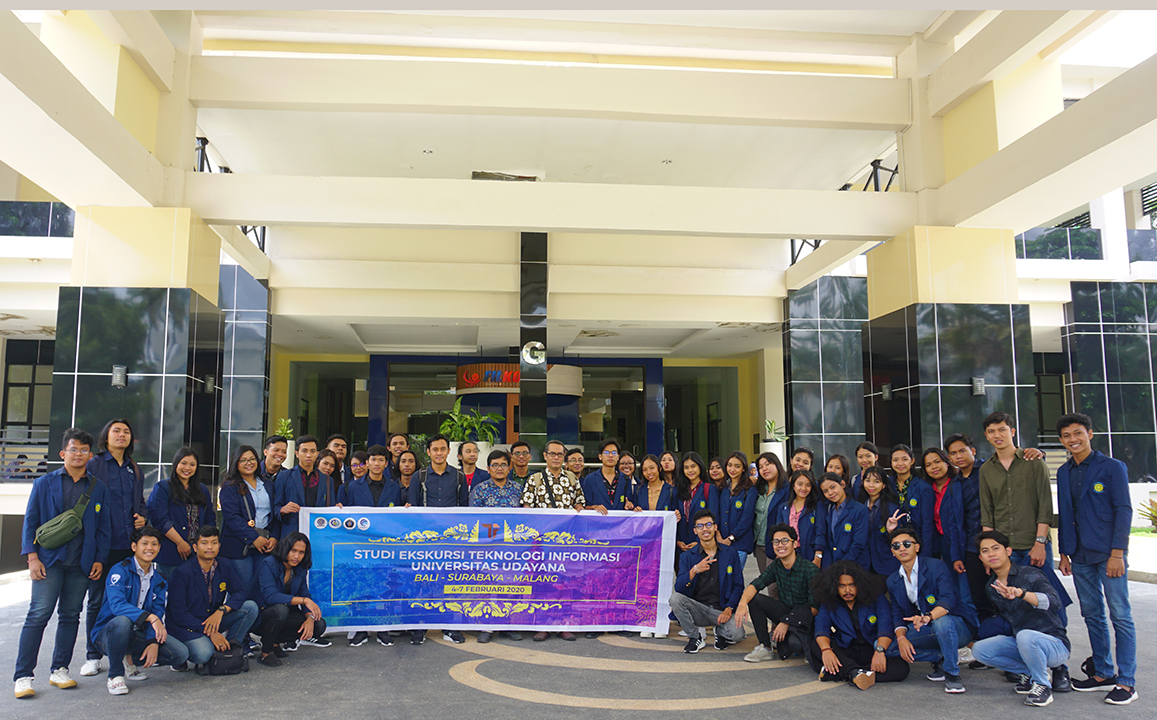 G
STUDI EKSKURSI TEKNOLOGI INFORMASI
UNIVERSITAS UDAYANA
BALI - SURABAYA - MALANG
4-7 FEBRUARI 2020